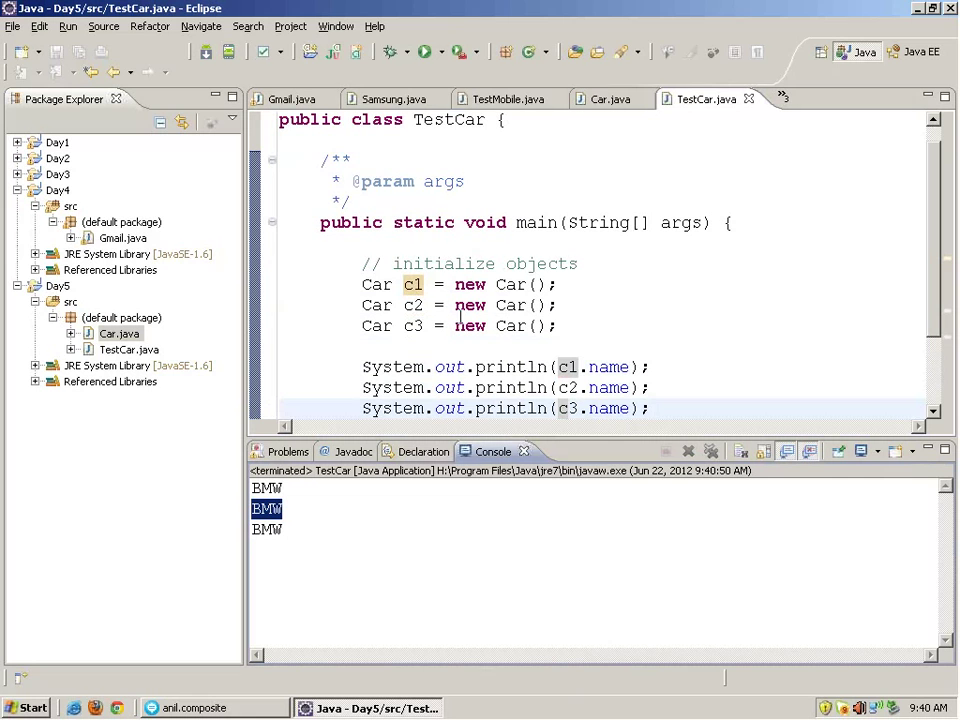 Java - Day5/src/TestCar.java - Eclipse
File Edit Run Source Refactor Navigate Search Project Window Help
Java Java EE
Package Explorer
Gmail.java Samsung.java TestMobile.java Car.java TestCar.java 3
Day1
Day2
Day3
Day4
src
(default package)
Gmail.java
JRE System Library [JavaSE-1.6]
Referenced Libraries
Day5
src
(default package)
Car.java
TestCar.java
JRE System Library [JavaSE-1.6]
Referenced Libraries
public class TestCar {
/**
* @param args
*/
public static void main(String[] args) {
// initialize objects
Car c1 = new Car();
Car c2 = new Car();
Car c3 = new Car();
System.out.println(c1.name);
System.out.println(c2.name);
System.out.println(c3.name);
Problems Javadoc Declaration Console
<terminated> TestCar [Java Application] H:\Program Files\Java\jre7\bin\javaw.exe (Jun 22, 2012 9:40:50 AM)
BMW
BMW
BMW
Start anil.composite Java - Day5/src/Test... 9:40 AM